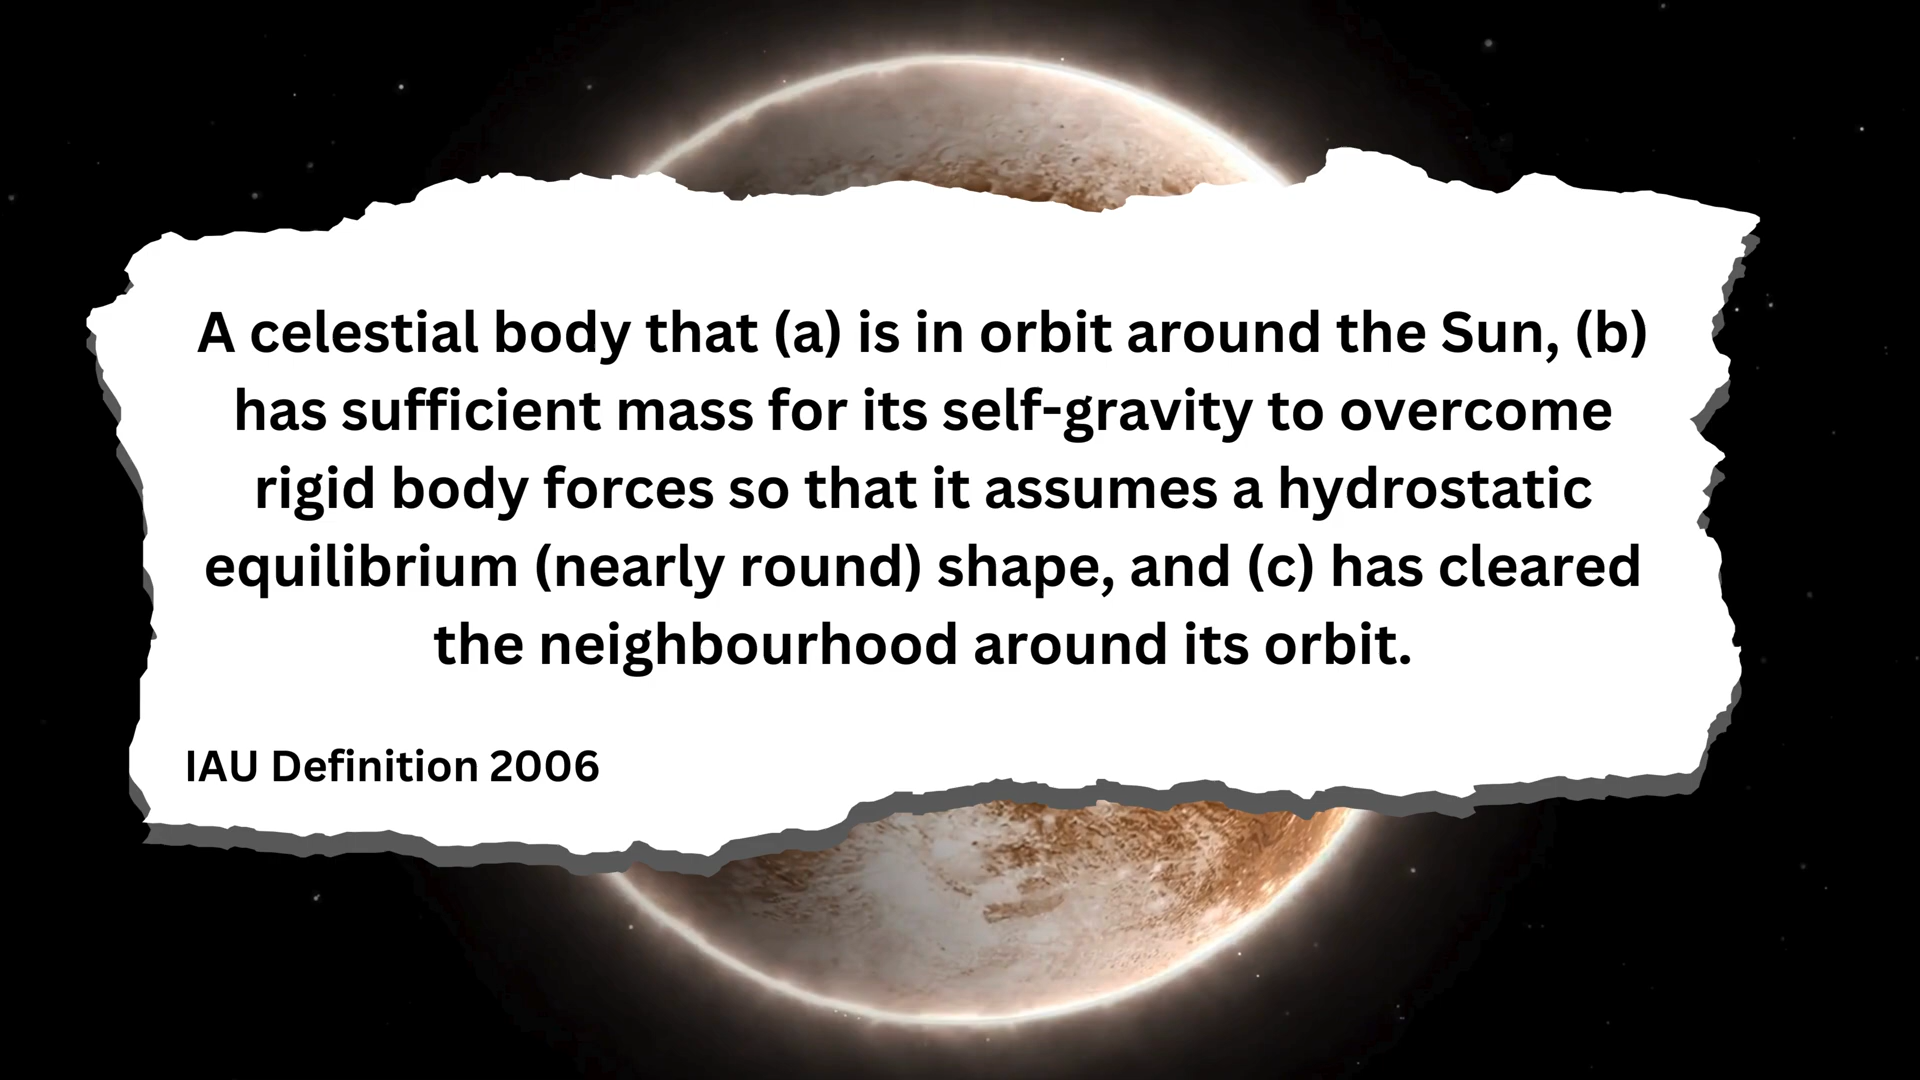 A celestial body that (a) is in orbit around the Sun, (b)
has sufficient mass for its self-gravity to overcome
rigid body forces so that it assumes a hydrostatic
equilibrium (nearly round) shape, and (c) has cleared
the neighbourhood around its orbit.
IAU Definition 2006